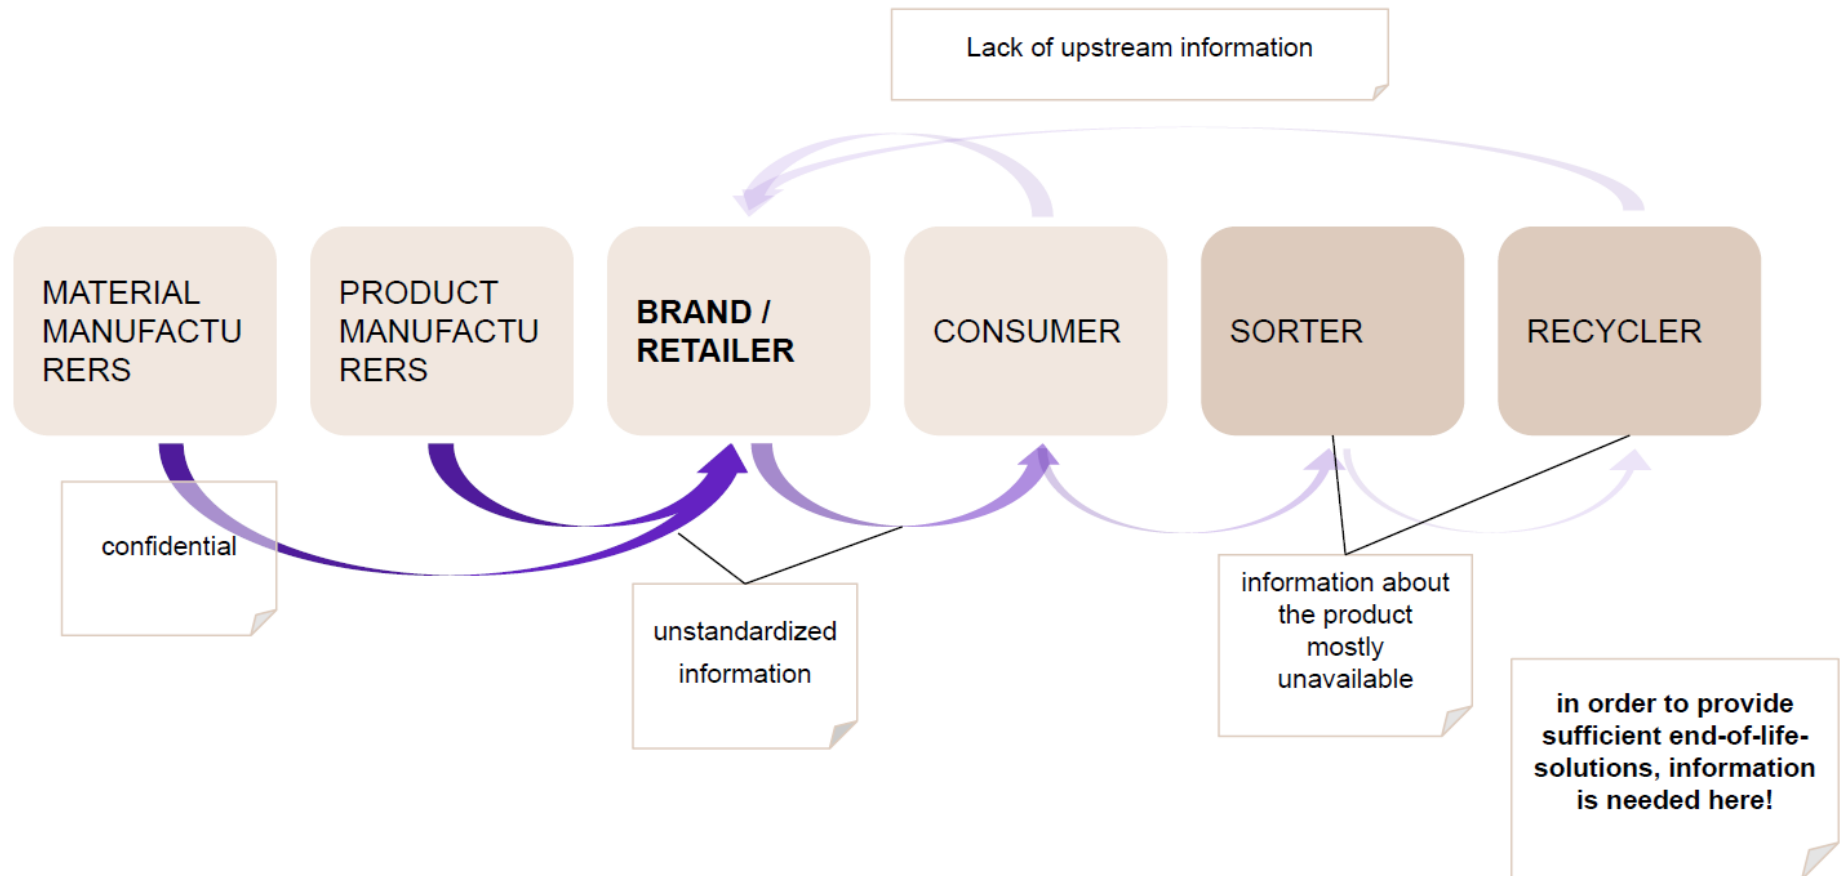 Lack of upstream information
MATERIAL
MANUFACTU
RERS
PRODUCT
MANUFACTU
RERS
BRAND /
RETAILER
CONSUMER
SORTER
RECYCLER
confidential
unstandardized
information
information about
the product
mostly
unavailable
in order to provide
sufficient end-of-life-
solutions, information
is needed here!